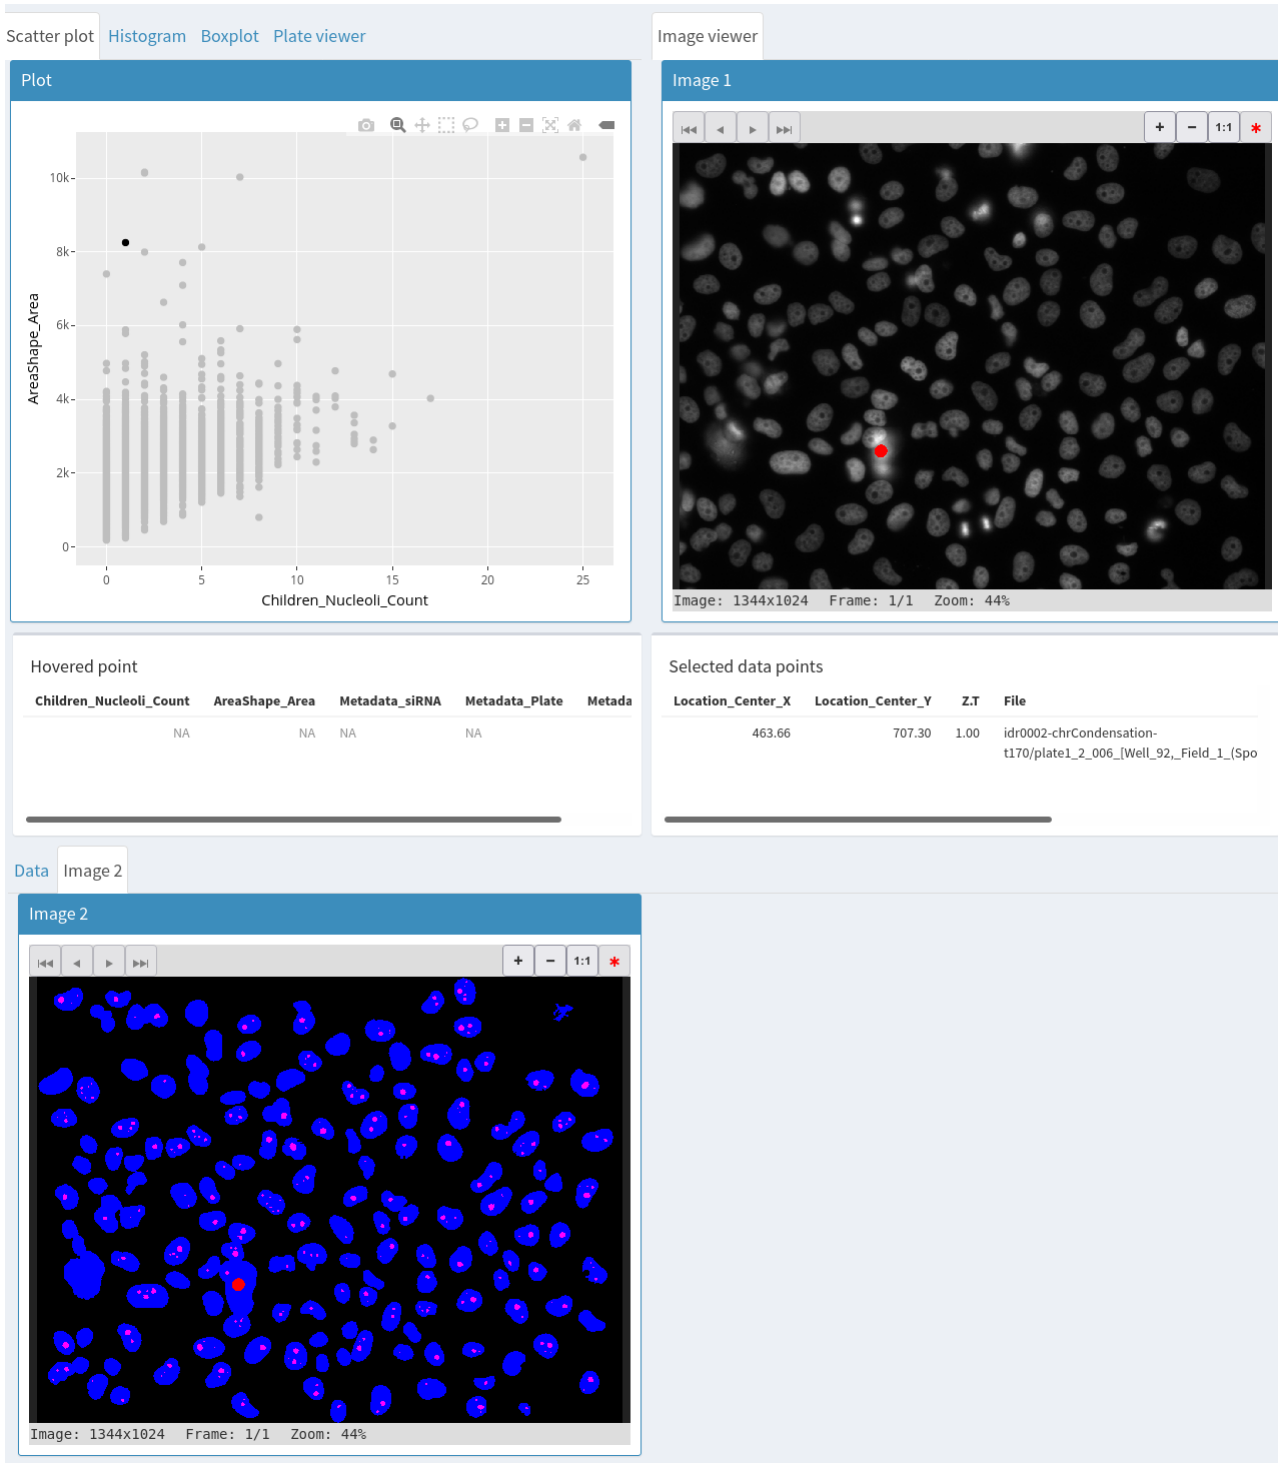 Scatter plot Histogram Boxplot Plate viewer
Image viewer
Plot
10k
8k
6k
4k
2k
0
AreaShape_Area
0 5 10 15 20 25
Children_Nucleoli_Count
Image 1
+ − 1:1 *
Image: 1344x1024 Frame: 1/1 Zoom: 44%
Hovered point
Children_Nucleoli_Count AreaShape_Area Metadata_siRNA Metadata_Plate Metada
NA NA NA NA
Selected data points
Location_Center_X Location_Center_Y Z.T File
463.66 707.30 1.00 idr0002-chrCondensation-
t170/plate1_2_006_[Well_92,_Field_1_(Spo
Data Image 2
Image 2
+ − 1:1 *
Image: 1344x1024 Frame: 1/1 Zoom: 44%